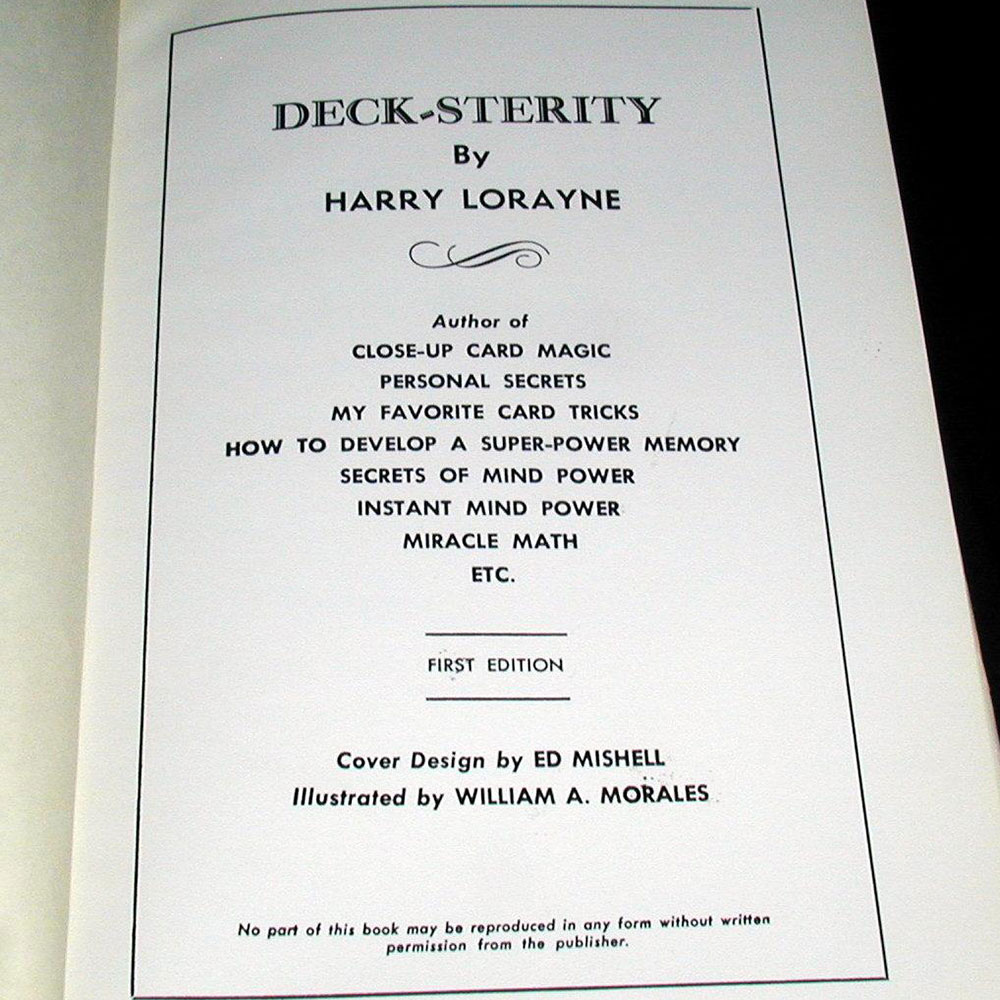 DECK-STERITY
By
HARRY LORAYNE
Author of
CLOSE-UP CARD MAGIC
PERSONAL SECRETS
MY FAVORITE CARD TRICKS
HOW TO DEVELOP A SUPER-POWER MEMORY
SECRETS OF MIND POWER
INSTANT MIND POWER
MIRACLE MATH
ETC.
FIRST EDITION
Cover Design by ED MISHELL
Illustrated by WILLIAM A. MORALES
No part of this book may be reproduced in any form without written
permission from the publisher.